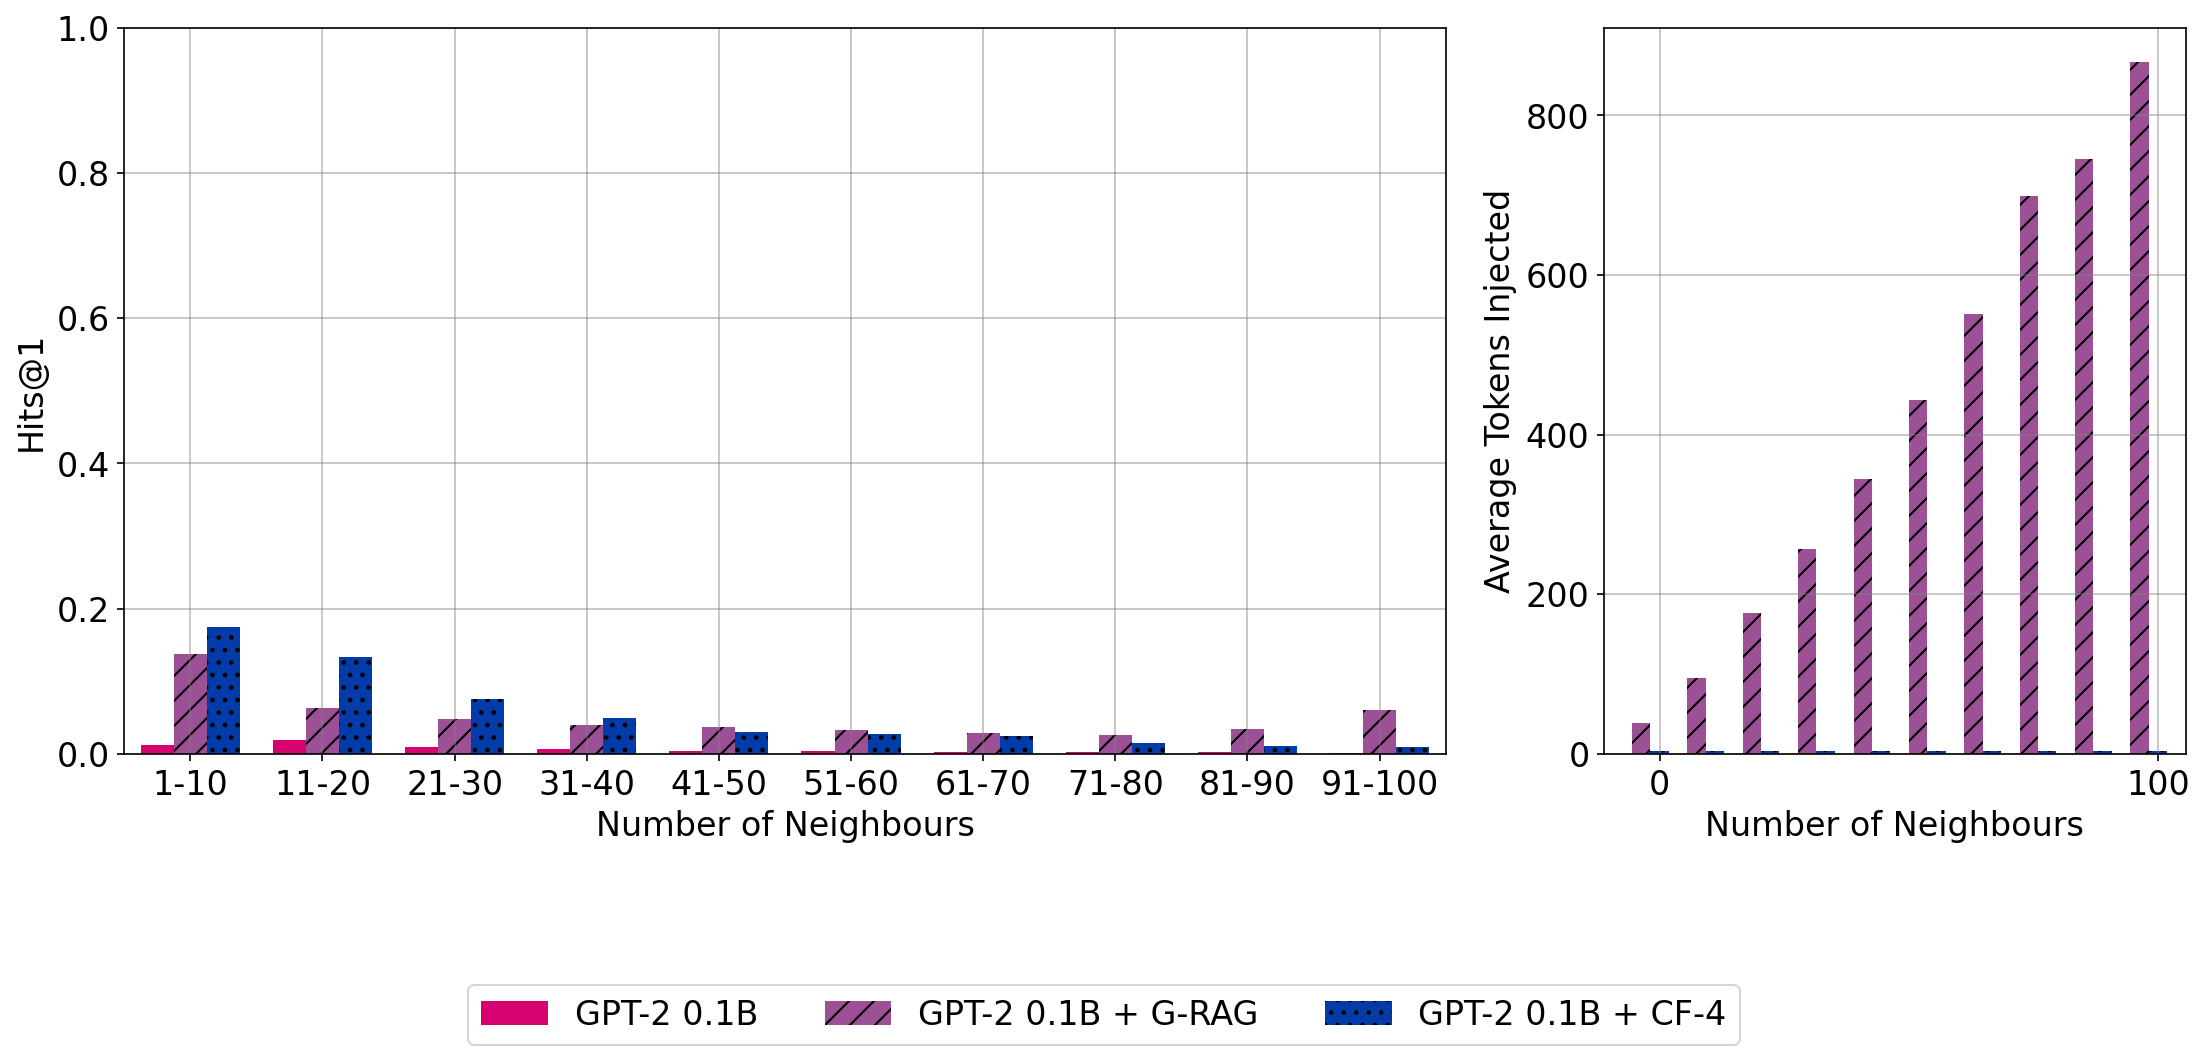 1.0
0.8
0.6
0.4
0.2
0.0
Hits@1
1-10 11-20 21-30 31-40 41-50 51-60 61-70 71-80 81-90 91-100
Number of Neighbours
800
600
400
200
0
Average Tokens Injected
0 100
Number of Neighbours
GPT-2 0.1B GPT-2 0.1B + G-RAG GPT-2 0.1B + CF-4